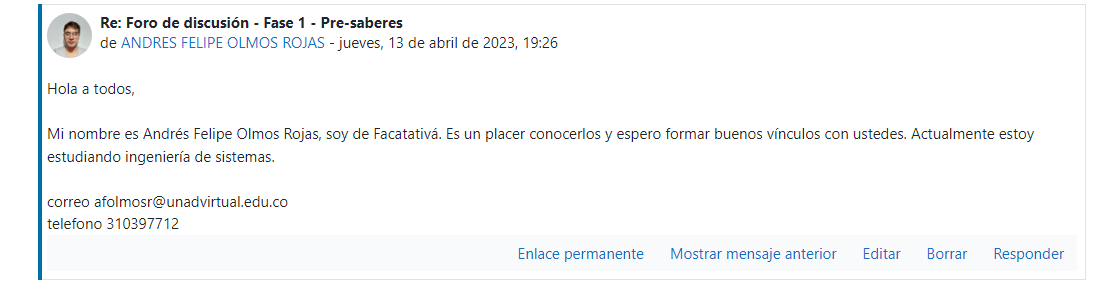 Re: Foro de discusión - Fase 1 - Pre-saberes
de ANDRES FELIPE OLMOS ROJAS - jueves, 13 de abril de 2023, 19:26
Hola a todos,
Mi nombre es Andrés Felipe Olmos Rojas, soy de Facatativá. Es un placer conocerlos y espero formar buenos vínculos con ustedes. Actualmente estoy
estudiando ingeniería de sistemas.
correo afolmosr@unadvirtual.edu.co
telefono 310397712
Enlace permanente Mostrar mensaje anterior Editar Borrar Responder